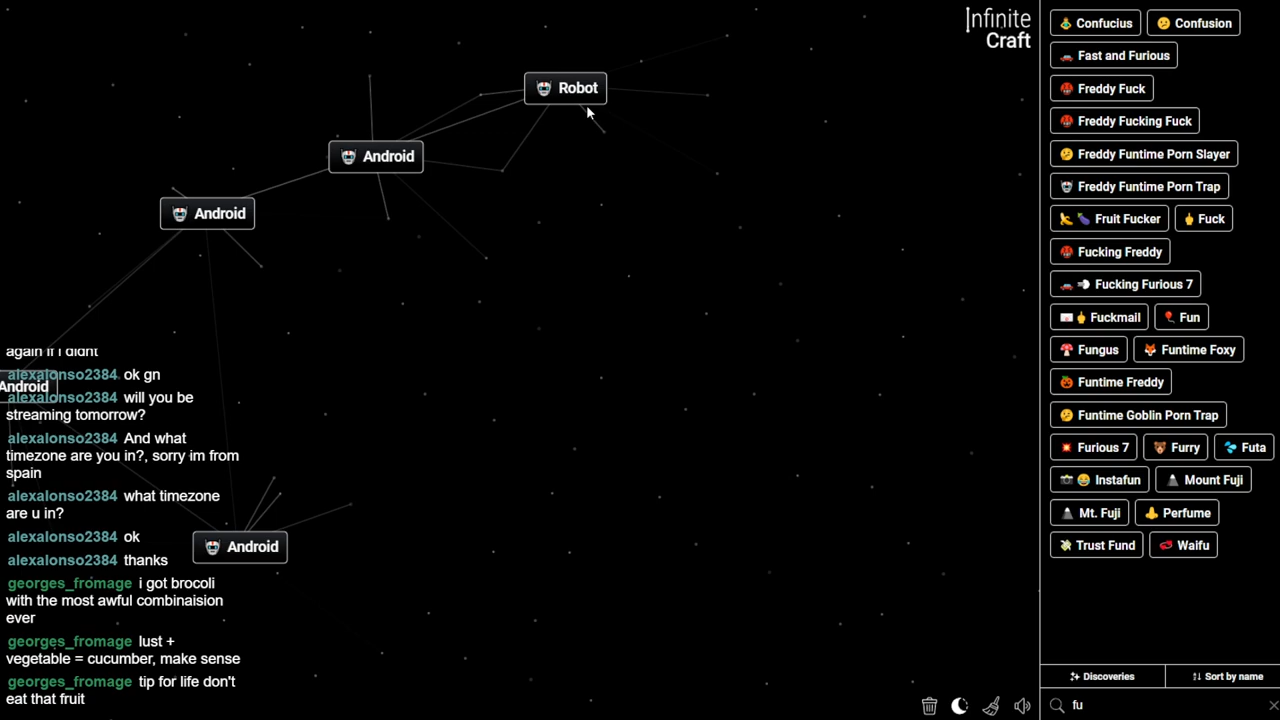 Infinite
Craft
Robot
Android
Android
Android
Android
again if i didnt
alexalonso2384 ok gn
alexalonso2384 will you be
streaming tomorrow?
alexalonso2384 And what
timezone are you in?, sorry im from
spain
alexalonso2384 what timezone
are u in?
alexalonso2384 ok
alexalonso2384 thanks
georges_fromage i got brocoli
with the most awful combinaision
ever
georges_fromage lust +
vegetable = cucumber, make sense
georges_fromage tip for life don't
eat that fruit
Confucius Confusion
Fast and Furious
Freddy Fuck
Freddy Fucking Fuck
Freddy Funtime Porn Slayer
Freddy Funtime Porn Trap
Fruit Fucker Fuck
Fucking Freddy
Fucking Furious 7
Fuckmail Fun
Fungus Funtime Foxy
Funtime Freddy
Funtime Goblin Porn Trap
Furious 7 Furry Futa
Instafun Mount Fuji
Mt. Fuji Perfume
Trust Fund Waifu
Discoveries Sort by name
fu